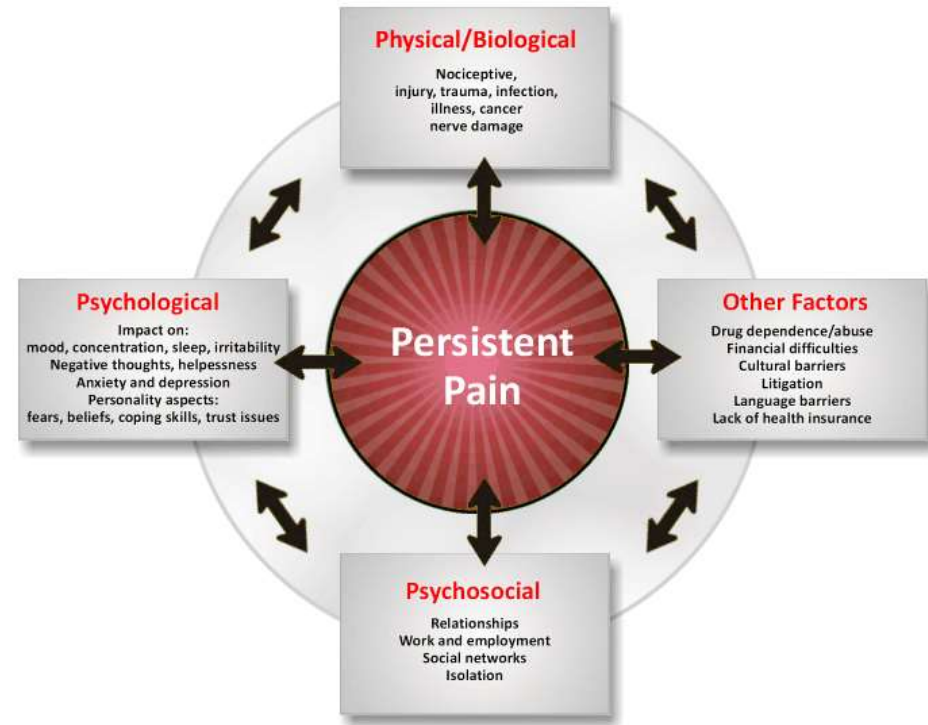 Physical/Biological
Nociceptive,
injury, trauma, infection,
illness, cancer
nerve damage
Psychological
Impact on:
mood, concentration, sleep, irritability
Negative thoughts, helpessness
Anxiety and depression
Personality aspects:
fears, beliefs, coping skills, trust issues
Persistent
Pain
Other Factors
Drug dependence/abuse
Financial difficulties
Cultural barriers
Litigation
Language barriers
Lack of health insurance
Psychosocial
Relationships
Work and employment
Social networks
Isolation